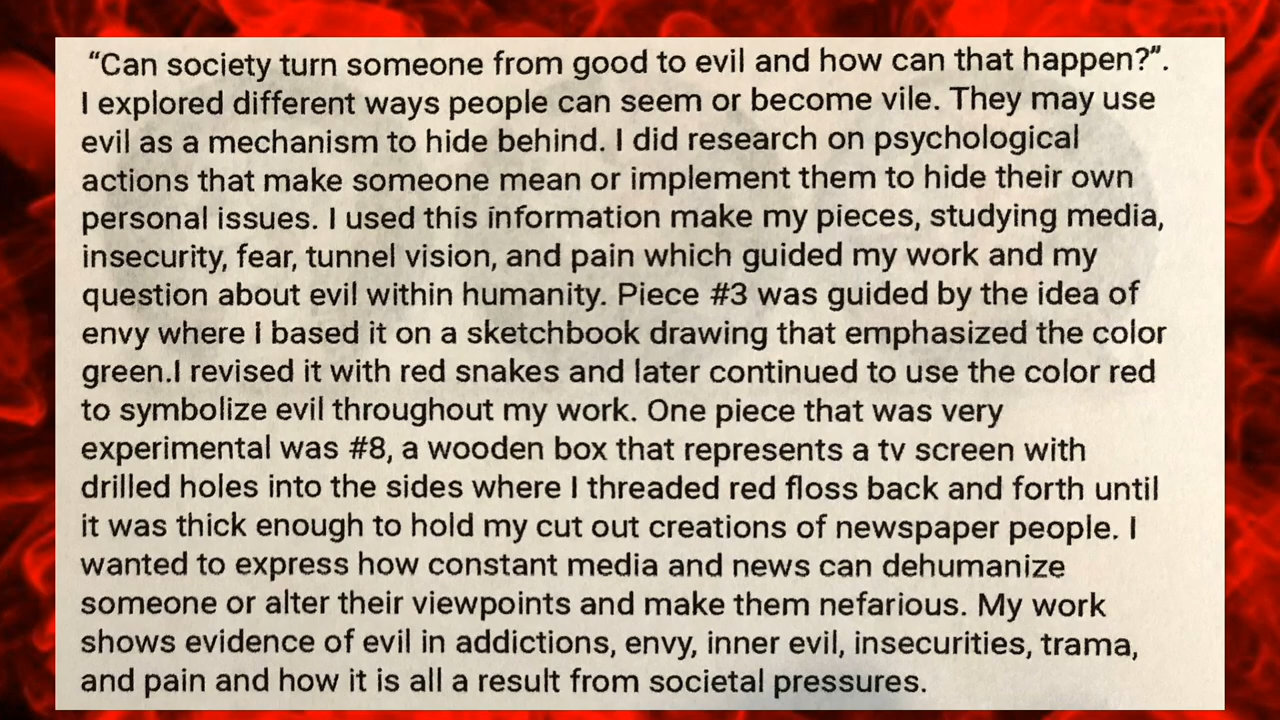 “Can society turn someone from good to evil and how can that happen?”.
I explored different ways people can seem or become vile. They may use
evil as a mechanism to hide behind. I did research on psychological
actions that make someone mean or implement them to hide their own
personal issues. I used this information make my pieces, studying media,
insecurity, fear, tunnel vision, and pain which guided my work and my
question about evil within humanity. Piece #3 was guided by the idea of
envy where I based it on a sketchbook drawing that emphasized the color
green.I revised it with red snakes and later continued to use the color red
to symbolize evil throughout my work. One piece that was very
experimental was #8, a wooden box that represents a tv screen with
drilled holes into the sides where I threaded red floss back and forth until
it was thick enough to hold my cut out creations of newspaper people. I
wanted to express how constant media and news can dehumanize
someone or alter their viewpoints and make them nefarious. My work
shows evidence of evil in addictions, envy, inner evil, insecurities, trama,
and pain and how it is all a result from societal pressures.